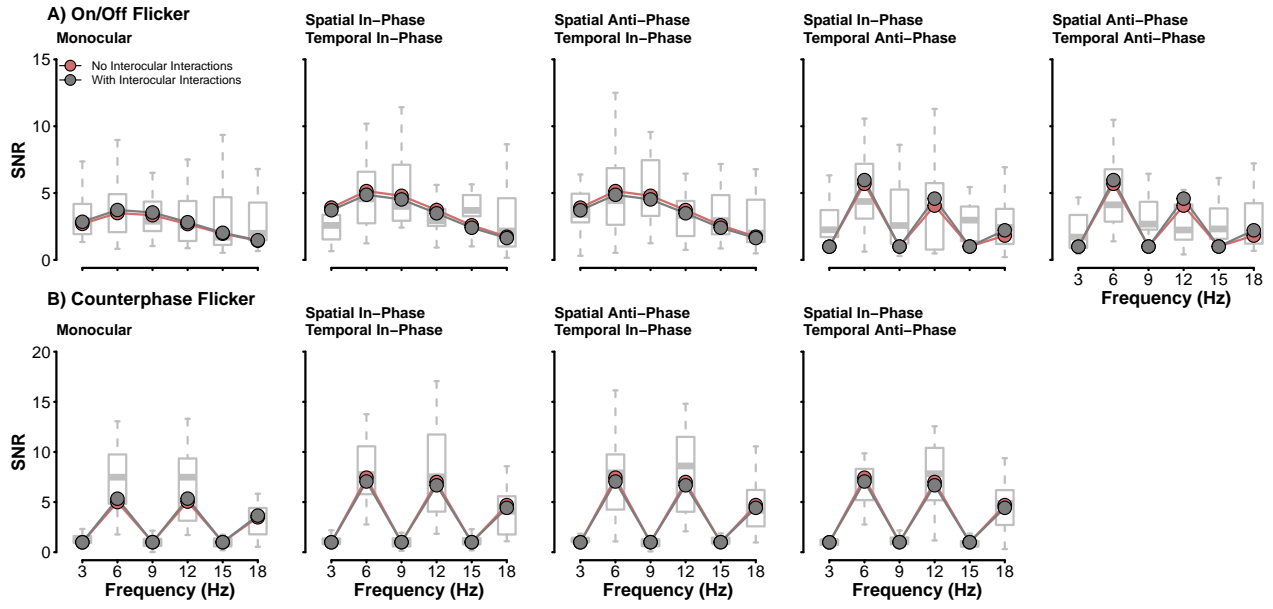 A) On/Off Flicker
Monocular
Spatial In−Phase
Temporal In−Phase
Spatial Anti−Phase
Temporal In−Phase
Spatial In−Phase
Temporal Anti−Phase
Spatial Anti−Phase
Temporal Anti−Phase
No Interocular Interactions
With Interocular Interactions
SNR
15
10
5
0
3 6 9 12 15 18
Frequency (Hz)
B) Counterphase Flicker
Monocular
Spatial In−Phase
Temporal In−Phase
Spatial Anti−Phase
Temporal In−Phase
Spatial In−Phase
Temporal Anti−Phase
SNR
20
15
10
5
0
3 6 9 12 15 18
Frequency (Hz)
3 6 9 12 15 18
Frequency (Hz)
3 6 9 12 15 18
Frequency (Hz)
3 6 9 12 15 18
Frequency (Hz)